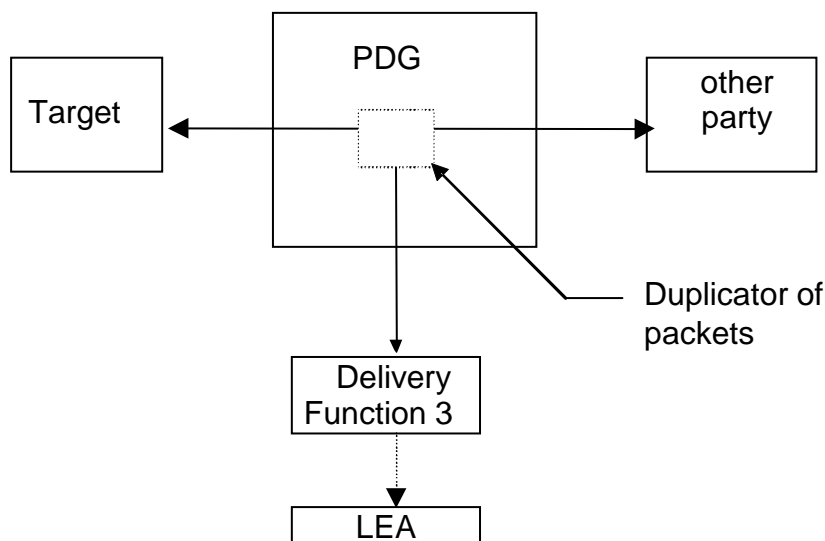 PDG
Target
other
party
Duplicator of
packets
Delivery
Function 3
LEA